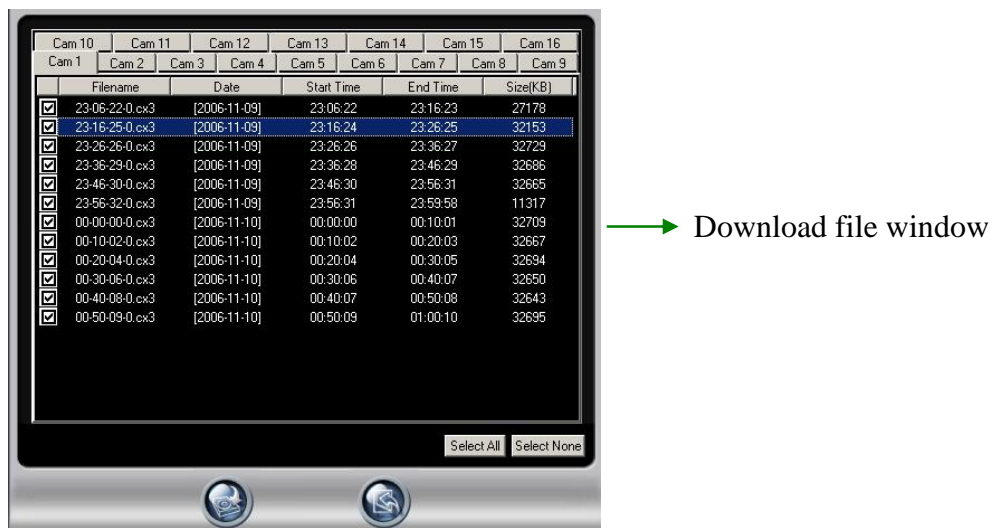 Cam 10 Cam 11 Cam 12 Cam 13 Cam 14 Cam 15 Cam 16
Cam 1 Cam 2 Cam 3 Cam 4 Cam 5 Cam 6 Cam 7 Cam 8 Cam 9
Filename Date Start Time End Time Size(KB)
23-06-22-0.cx3 [2006-11-09] 23:06:22 23:16:23 27178
23-16-25-0.cx3 [2006-11-09] 23:16:24 23:26:25 32153
23-26-26-0.cx3 [2006-11-09] 23:26:26 23:36:27 32729
23-36-29-0.cx3 [2006-11-09] 23:36:28 23:46:29 32686
23-46-30-0.cx3 [2006-11-09] 23:46:30 23:56:31 32665
23-56-32-0.cx3 [2006-11-09] 23:56:31 23:59:58 11317
00-00-00-0.cx3 [2006-11-10] 00:00:00 00:10:01 32709
00-10-02-0.cx3 [2006-11-10] 00:10:02 00:20:03 32667
00-20-04-0.cx3 [2006-11-10] 00:20:04 00:30:05 32694
00-30-06-0.cx3 [2006-11-10] 00:30:06 00:40:07 32650
00-40-08-0.cx3 [2006-11-10] 00:40:07 00:50:08 32643
00-50-09-0.cx3 [2006-11-10] 00:50:09 01:00:10 32695
Select All Select None
Download file window